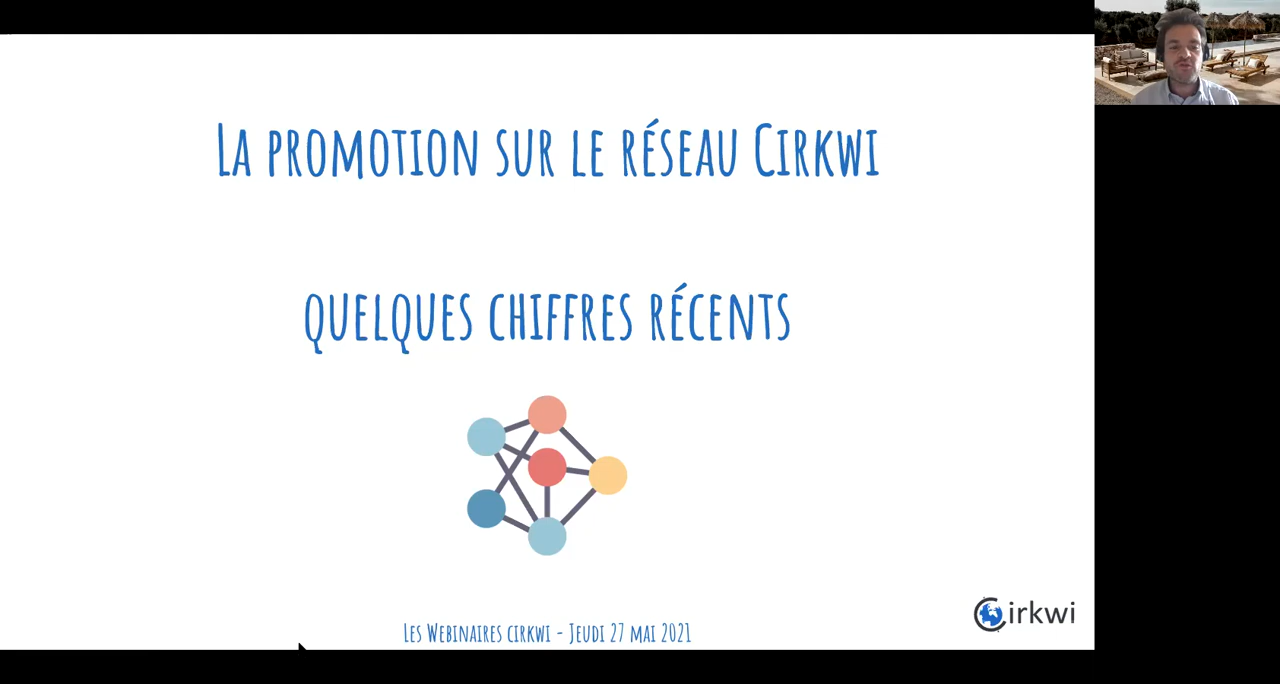 La promotion sur le réseau Cirkwi
quelques chiffres récents
Les Webinaires cirkwi - Jeudi 27 mai 2021
Cirkwi